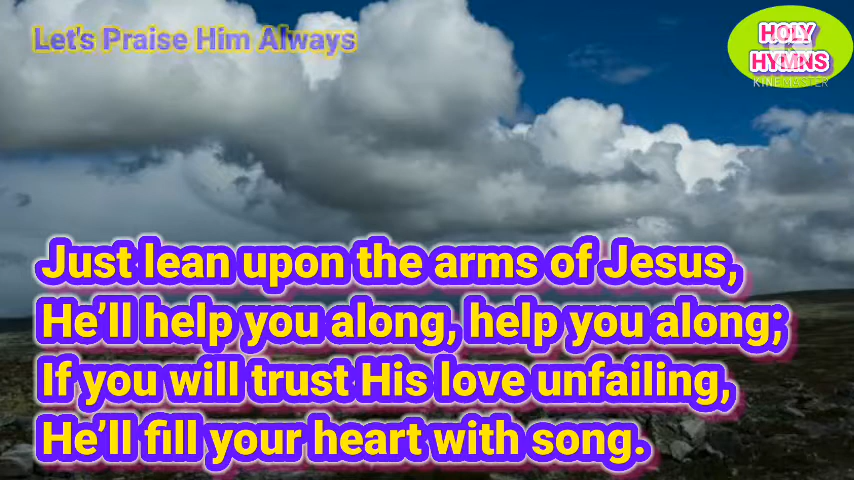 Let's Praise Him Always
HOLY
HYMNS
KINEMASTER
Just lean upon the arms of Jesus,
He’ll help you along, help you along;
If you will trust His love unfailing,
He’ll fill your heart with song.